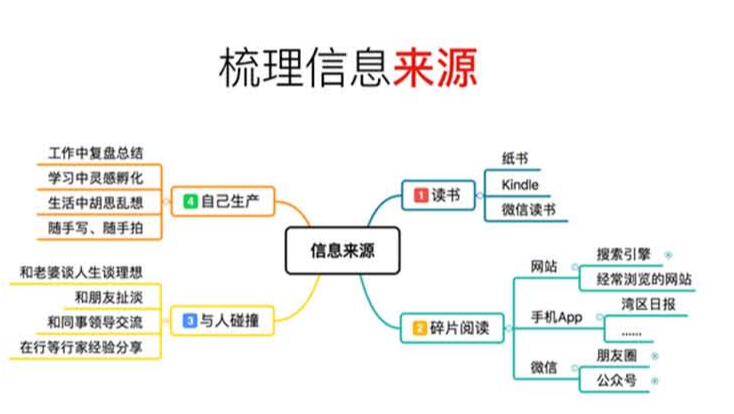 梳理信息来源
信息来源
1 读书
纸书
Kindle
微信读书
2 碎片阅读
网站
搜索引擎
经常浏览的网站
手机App
湾区日报
......
微信
朋友圈
公众号
3 与人碰撞
和老婆谈人生谈理想
和朋友扯淡
和同事领导交流
在行等行家经验分享
4 自己生产
工作中复盘总结
学习中灵感孵化
生活中胡思乱想
随手写、随手拍